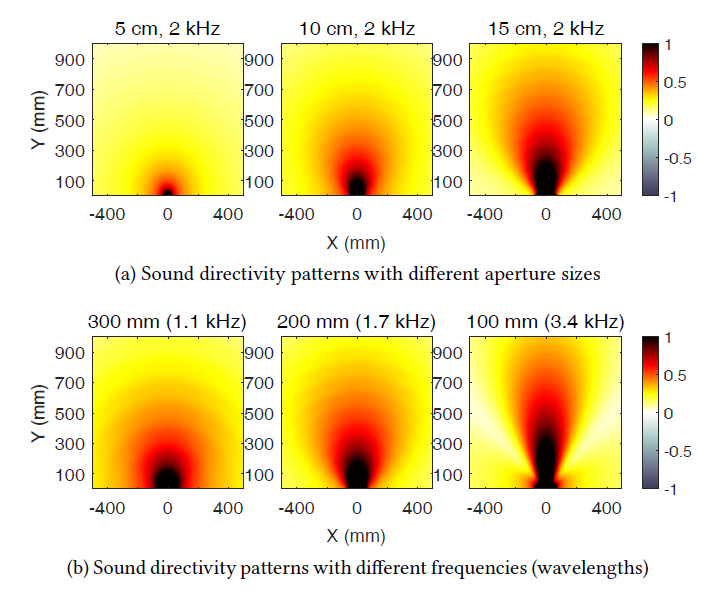 5 cm, 2 kHz 10 cm, 2 kHz 15 cm, 2 kHz
900 900 900 1
700 700 700 0.5
500 500 500 0
300 300 300 -0.5
100 100 100 -1
Y (mm)
-400 0 400 -400 0 400 -400 0 400
X (mm)
(a) Sound directivity patterns with different aperture sizes
300 mm (1.1 kHz) 200 mm (1.7 kHz) 100 mm (3.4 kHz)
900 900 900 1
700 700 700 0.5
500 500 500 0
300 300 300 -0.5
100 100 100 -1
Y (mm)
-400 0 400 -400 0 400 -400 0 400
X (mm)
(b) Sound directivity patterns with different frequencies (wavelengths)